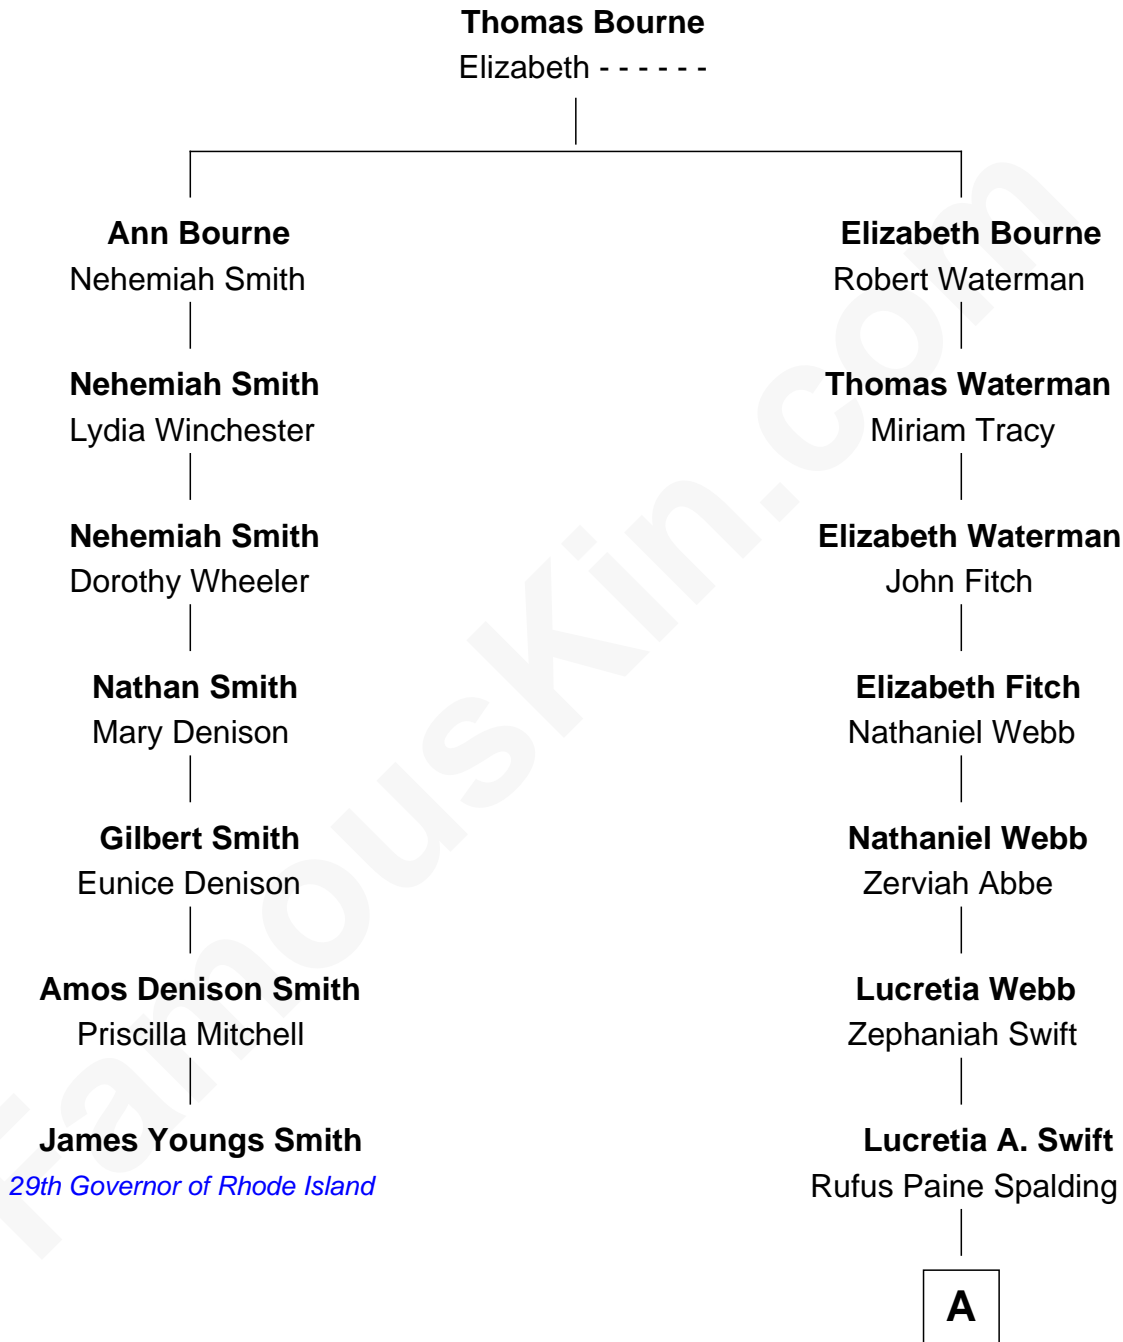 Thomas Bourne
Elizabeth - - - - - -
Ann Bourne
Nehemiah Smith
Elizabeth Bourne
Robert Waterman
Nehemiah Smith
Lydia Winchester
Thomas Waterman
Miriam Tracy
Nehemiah Smith
Dorothy Wheeler
Elizabeth Waterman
John Fitch
Nathan Smith
Mary Denison
Elizabeth Fitch
Nathaniel Webb
Gilbert Smith
Eunice Denison
Nathaniel Webb
Zerviah Abbe
Amos Denison Smith
Priscilla Mitchell
Lucretia Webb
Zephaniah Swift
James Youngs Smith
29th Governor of Rhode Island
Lucretia A. Swift
Rufus Paine Spalding
A
FamousKin.com